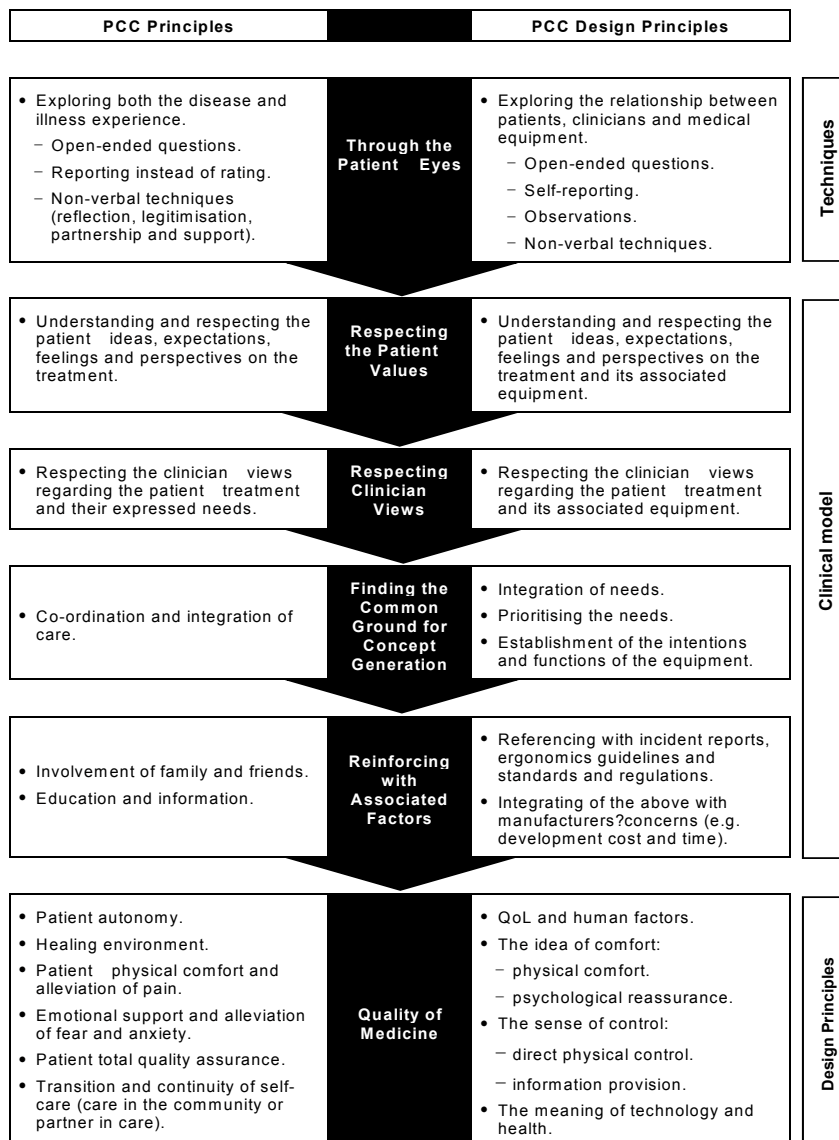 PCC Principles
PCC Design Principles
• Exploring both the disease and
illness experience.
– Open-ended questions.
– Reporting instead of rating.
– Non-verbal techniques
(reflection, legitimisation,
partnership and support).
Through the
Patient Eyes
• Exploring the relationship between
patients, clinicians and medical
equipment.
– Open-ended questions.
– Self-reporting.
– Observations.
– Non-verbal techniques.
Techniques
• Understanding and respecting the
patient ideas, expectations,
feelings and perspectives on the
treatment.
Respecting
the Patient
Values
• Understanding and respecting the
patient ideas, expectations,
feelings and perspectives on the
treatment and its associated
equipment.
• Respecting the clinician views
regarding the patient treatment
and their expressed needs.
Respecting
Clinician
Views
• Respecting the clinician views
regarding the patient treatment
and its associated equipment.
Clinical model
• Co-ordination and integration of
care.
Finding the
Common
Ground for
Concept
Generation
• Integration of needs.
• Prioritising the needs.
• Establishment of the intentions
and functions of the equipment.
• Involvement of family and friends.
• Education and information.
Reinforcing
with
Associated
Factors
• Referencing with incident reports,
ergonomics guidelines and
standards and regulations.
• Integrating of the above with
manufacturers?concerns (e.g.
development cost and time).
• Patient autonomy.
• Healing environment.
• Patient physical comfort and
alleviation of pain.
• Emotional support and alleviation
of fear and anxiety.
• Patient total quality assurance.
• Transition and continuity of self-
care (care in the community or
partner in care).
Quality of
Medicine
• QoL and human factors.
• The idea of comfort:
– physical comfort.
– psychological reassurance.
• The sense of control:
– direct physical control.
– information provision.
• The meaning of technology and
health.
Design Principles